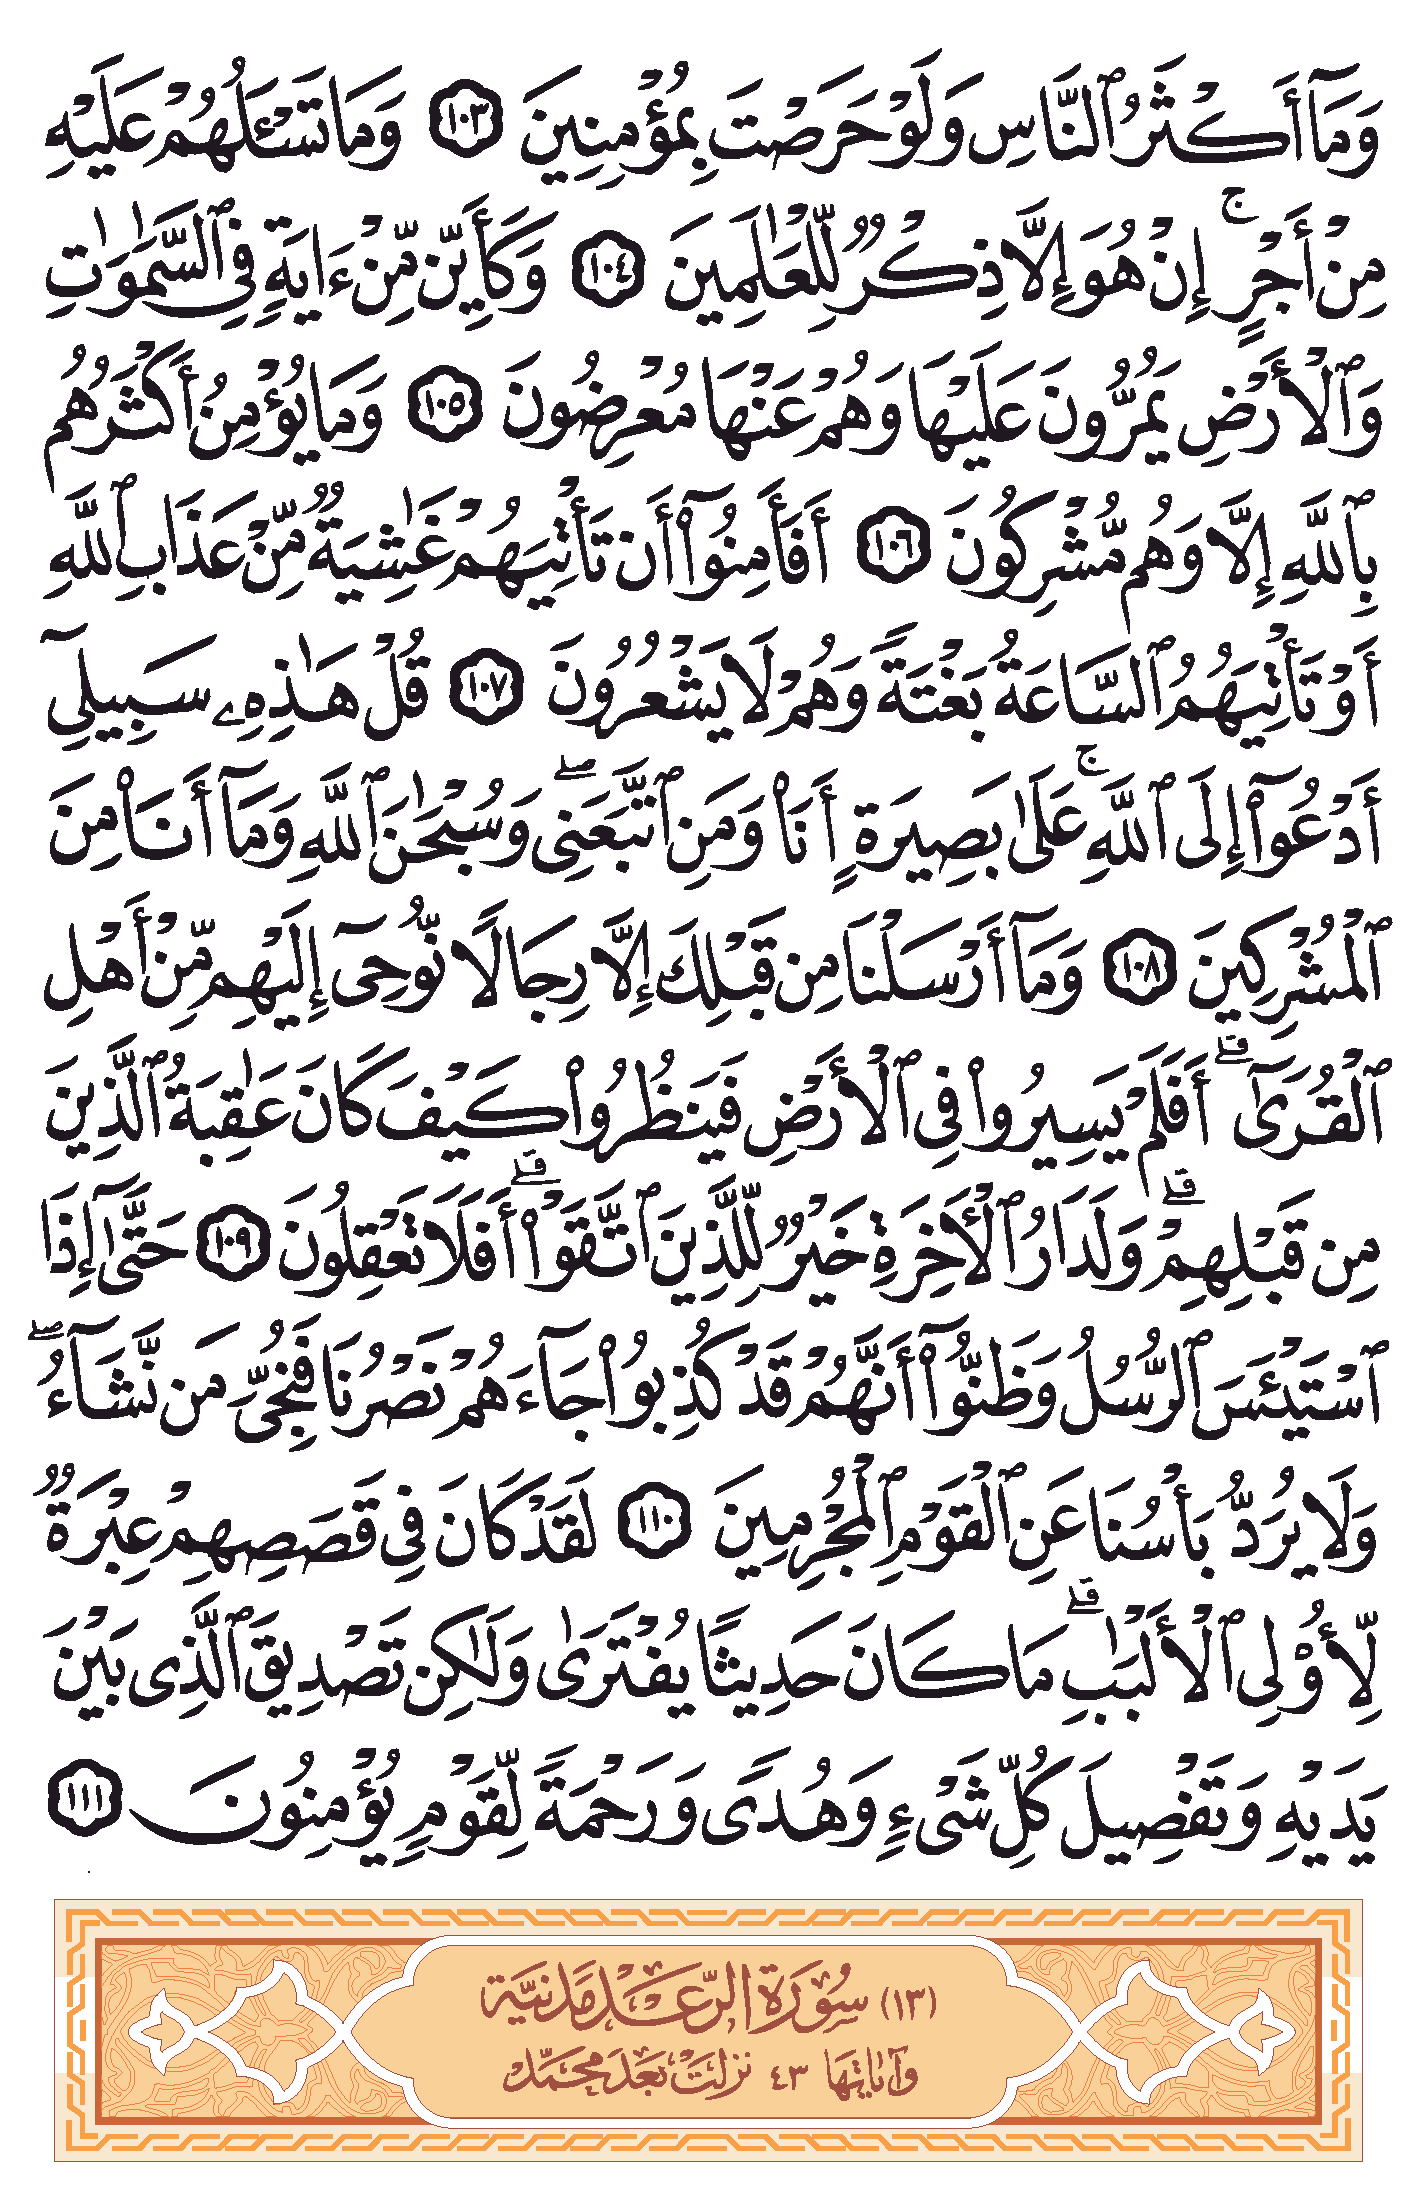 وَمَآ أَكْثَرُ ٱلنَّاسِ وَلَوْ حَرَصْتَ بِمُؤْمِنِينَ ١٠٣ وَمَا تَسْـَٔلُهُمْ عَلَيْهِ
مِنْ أَجْرٍ ۚ إِنْ هُوَ إِلَّا ذِكْرٌ لِّلْعَـٰلَمِينَ ١٠٤ وَكَأَيِّن مِّنْ ءَايَةٍ فِى ٱلسَّمَـٰوَٰتِ
وَٱلْأَرْضِ يَمُرُّونَ عَلَيْهَا وَهُمْ عَنْهَا مُعْرِضُونَ ١٠٥ وَمَا يُؤْمِنُ أَكْثَرُهُم
بِٱللَّهِ إِلَّا وَهُم مُّشْرِكُونَ ١٠٦ أَفَأَمِنُوٓا۟ أَن تَأْتِيَهُمْ غَـٰشِيَةٌ مِّنْ عَذَابِ ٱللَّهِ
أَوْ تَأْتِيَهُمُ ٱلسَّاعَةُ بَغْتَةً وَهُمْ لَا يَشْعُرُونَ ١٠٧ قُلْ هَـٰذِهِۦ سَبِيلِىٓ
أَدْعُوٓا۟ إِلَى ٱللَّهِ ۚ عَلَىٰ بَصِيرَةٍ أَنَا۠ وَمَنِ ٱتَّبَعَنِى ۖ وَسُبْحَـٰنَ ٱللَّهِ وَمَآ أَنَا۠ مِنَ
ٱلْمُشْرِكِينَ ١٠٨ وَمَآ أَرْسَلْنَا مِن قَبْلِكَ إِلَّا رِجَالًا نُّوحِىٓ إِلَيْهِم مِّنْ أَهْلِ
ٱلْقُرَىٰٓ ۗ أَفَلَمْ يَسِيرُوا۟ فِى ٱلْأَرْضِ فَيَنظُرُوا۟ كَيْفَ كَانَ عَـٰقِبَةُ ٱلَّذِينَ
مِن قَبْلِهِمْ ۗ وَلَدَارُ ٱلْـَٔاخِرَةِ خَيْرٌ لِّلَّذِينَ ٱتَّقَوْا۟ ۗ أَفَلَا تَعْقِلُونَ ١٠٩ حَتَّىٰٓ إِذَا
ٱسْتَيْـَٔسَ ٱلرُّسُلُ وَظَنُّوٓا۟ أَنَّهُمْ قَدْ كُذِبُوا۟ جَآءَهُمْ نَصْرُنَا فَنُجِّىَ مَن نَّشَآءُ ۖ
وَلَا يُرَدُّ بَأْسُنَا عَنِ ٱلْقَوْمِ ٱلْمُجْرِمِينَ ١١٠ لَقَدْ كَانَ فِى قَصَصِهِمْ عِبْرَةٌ
لِّأُو۟لِى ٱلْأَلْبَـٰبِ ۗ مَا كَانَ حَدِيثًا يُفْتَرَىٰ وَلَـٰكِن تَصْدِيقَ ٱلَّذِى بَيْنَ
يَدَيْهِ وَتَفْصِيلَ كُلِّ شَىْءٍ وَهُدًى وَرَحْمَةً لِّقَوْمٍ يُؤْمِنُونَ ١١١
(١٣) سُورَة الرَّعْد مَدَنِيَّة
وَآيَاتُهَا ٤٣ نَزَلَتْ بَعْدَ مُحَمَّد